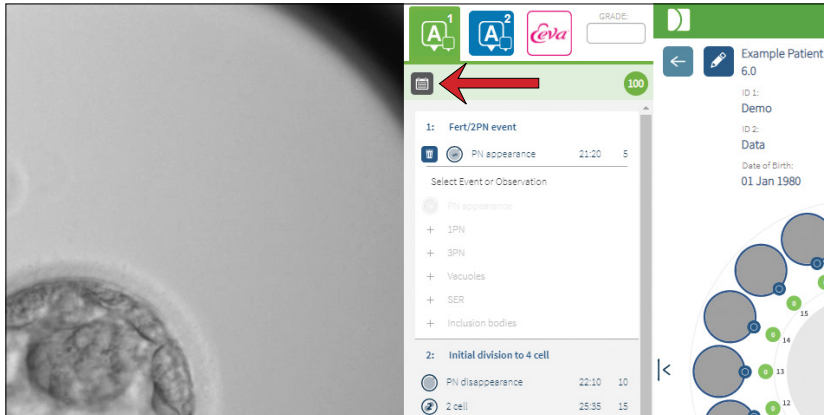 A 1
A 2
eeva
GRADE:
100
1: Fert/2PN event
PN appearance 21:20 5
Select Event or Observation
PN appearance
+ 1PN
+ 3PN
+ Vacuoles
+ SER
+ Inclusion bodies
2: Initial division to 4 cell
PN disappearance 22:10 10
2 2 cell 25:35 15
Example Patient
6.0
ID 1:
Demo
ID 2:
Data
Date of Birth:
01 Jan 1980
15
0
14
0
13
0
12